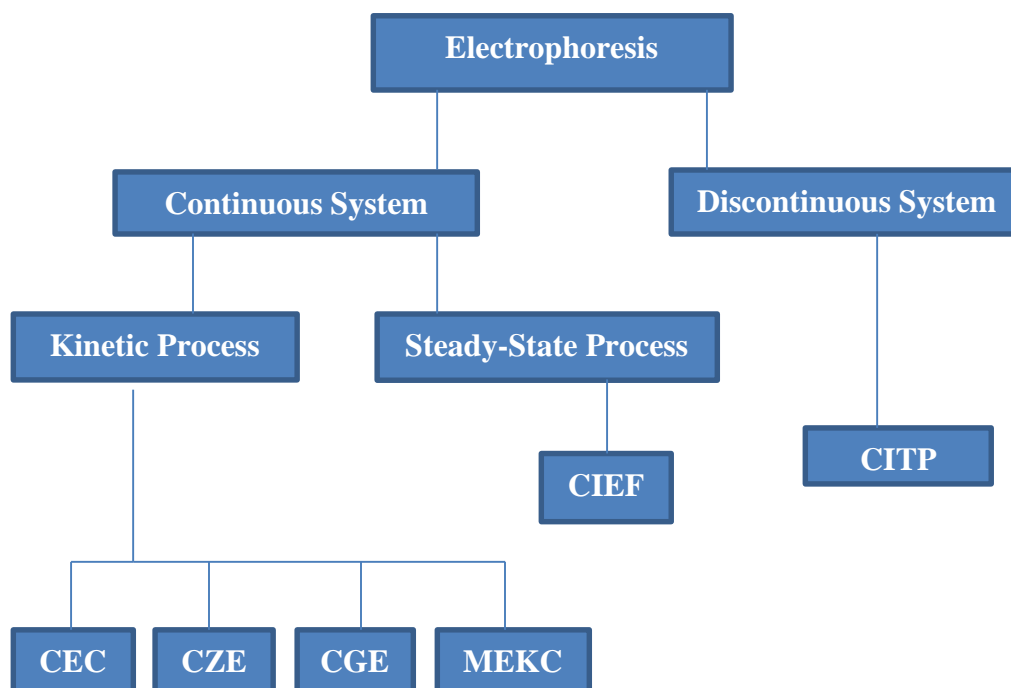 Electrophoresis
Continuous System
Discontinuous System
Kinetic Process
Steady-State Process
CITP
CIEF
CEC
CZE
CGE
MEKC